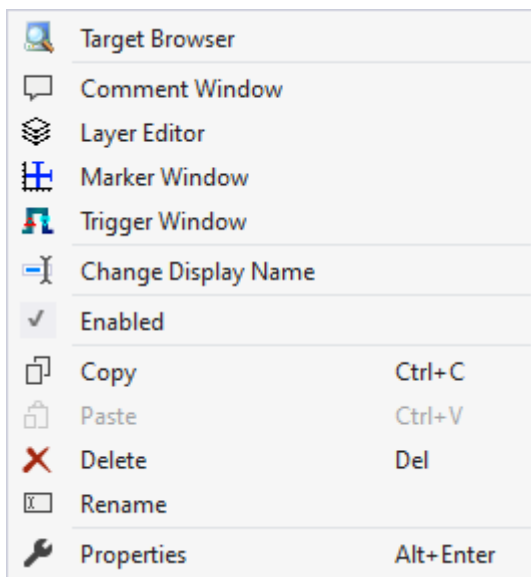 Target Browser
Comment Window
Layer Editor
Marker Window
Trigger Window
Change Display Name
Enabled
Copy Ctrl+C
Paste Ctrl+V
Delete Del
Rename
Properties Alt+Enter